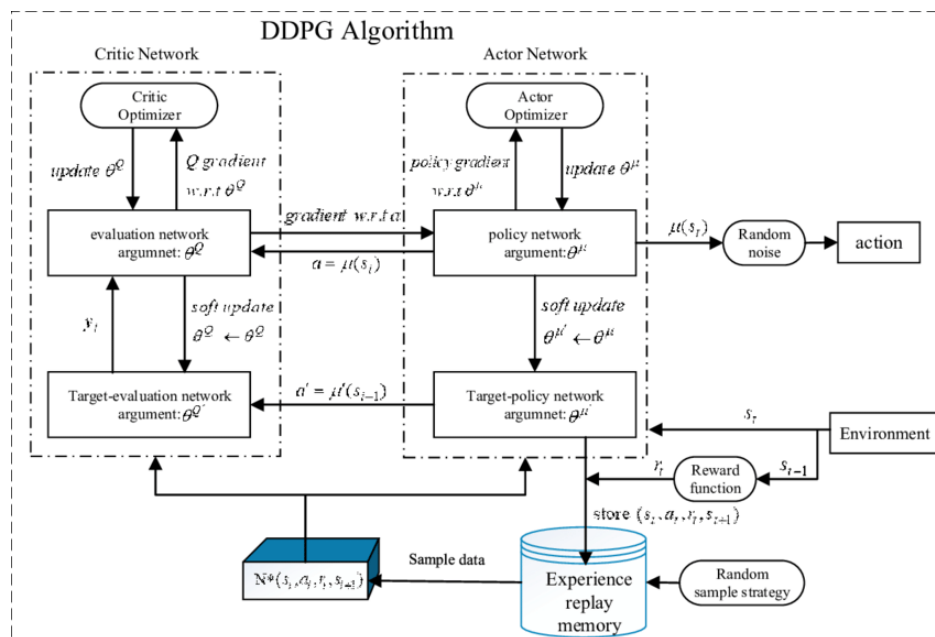 DDPG Algorithm
Critic Network
Actor Network
Critic
Optimizer
Actor
Optimizer
update θ^Q
Q gradient
w.r.t θ^Q
policy gradient
w.r.t θ^μ
update θ^μ
evaluation network
argumnet: θ^Q
gradient w.r.t a
a = μ(s_i)
policy network
argument: θ^μ
μ(s_t)
Random
noise
action
y_i
soft update
θ^Q ← θ^Q
soft update
θ^μ' ← θ^μ
Target-evaluation network
argument: θ^Q'
a' = μ'(s_{i-1})
Target-policy network
argumnet: θ^μ'
s_t
Environment
r_t
Reward
function
s_{t-1}
store (s_t, a_t, r_t, s_{t+1})
N*(s_i, a_i, r_i, s_{i+1})
Sample data
Experience
replay
memory
Random
sample strategy